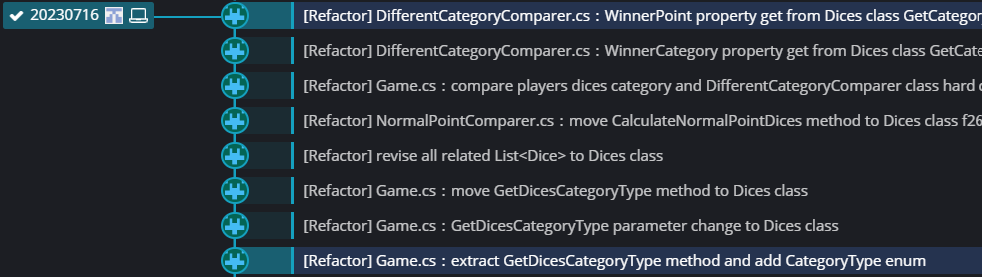 20230716
[Refactor] DifferentCategoryComparer.cs : WinnerPoint property get from Dices class GetCategor
[Refactor] DifferentCategoryComparer.cs : WinnerCategory property get from Dices class GetCate
[Refactor] Game.cs : compare players dices category and DifferentCategoryComparer class hard c
[Refactor] NormalPointComparer.cs : move CalculateNormalPointDices method to Dices class f26
[Refactor] revise all related List<Dice> to Dices class
[Refactor] Game.cs : move GetDicesCategoryType method to Dices class
[Refactor] Game.cs : GetDicesCategoryType parameter change to Dices class
[Refactor] Game.cs : extract GetDicesCategoryType method and add CategoryType enum